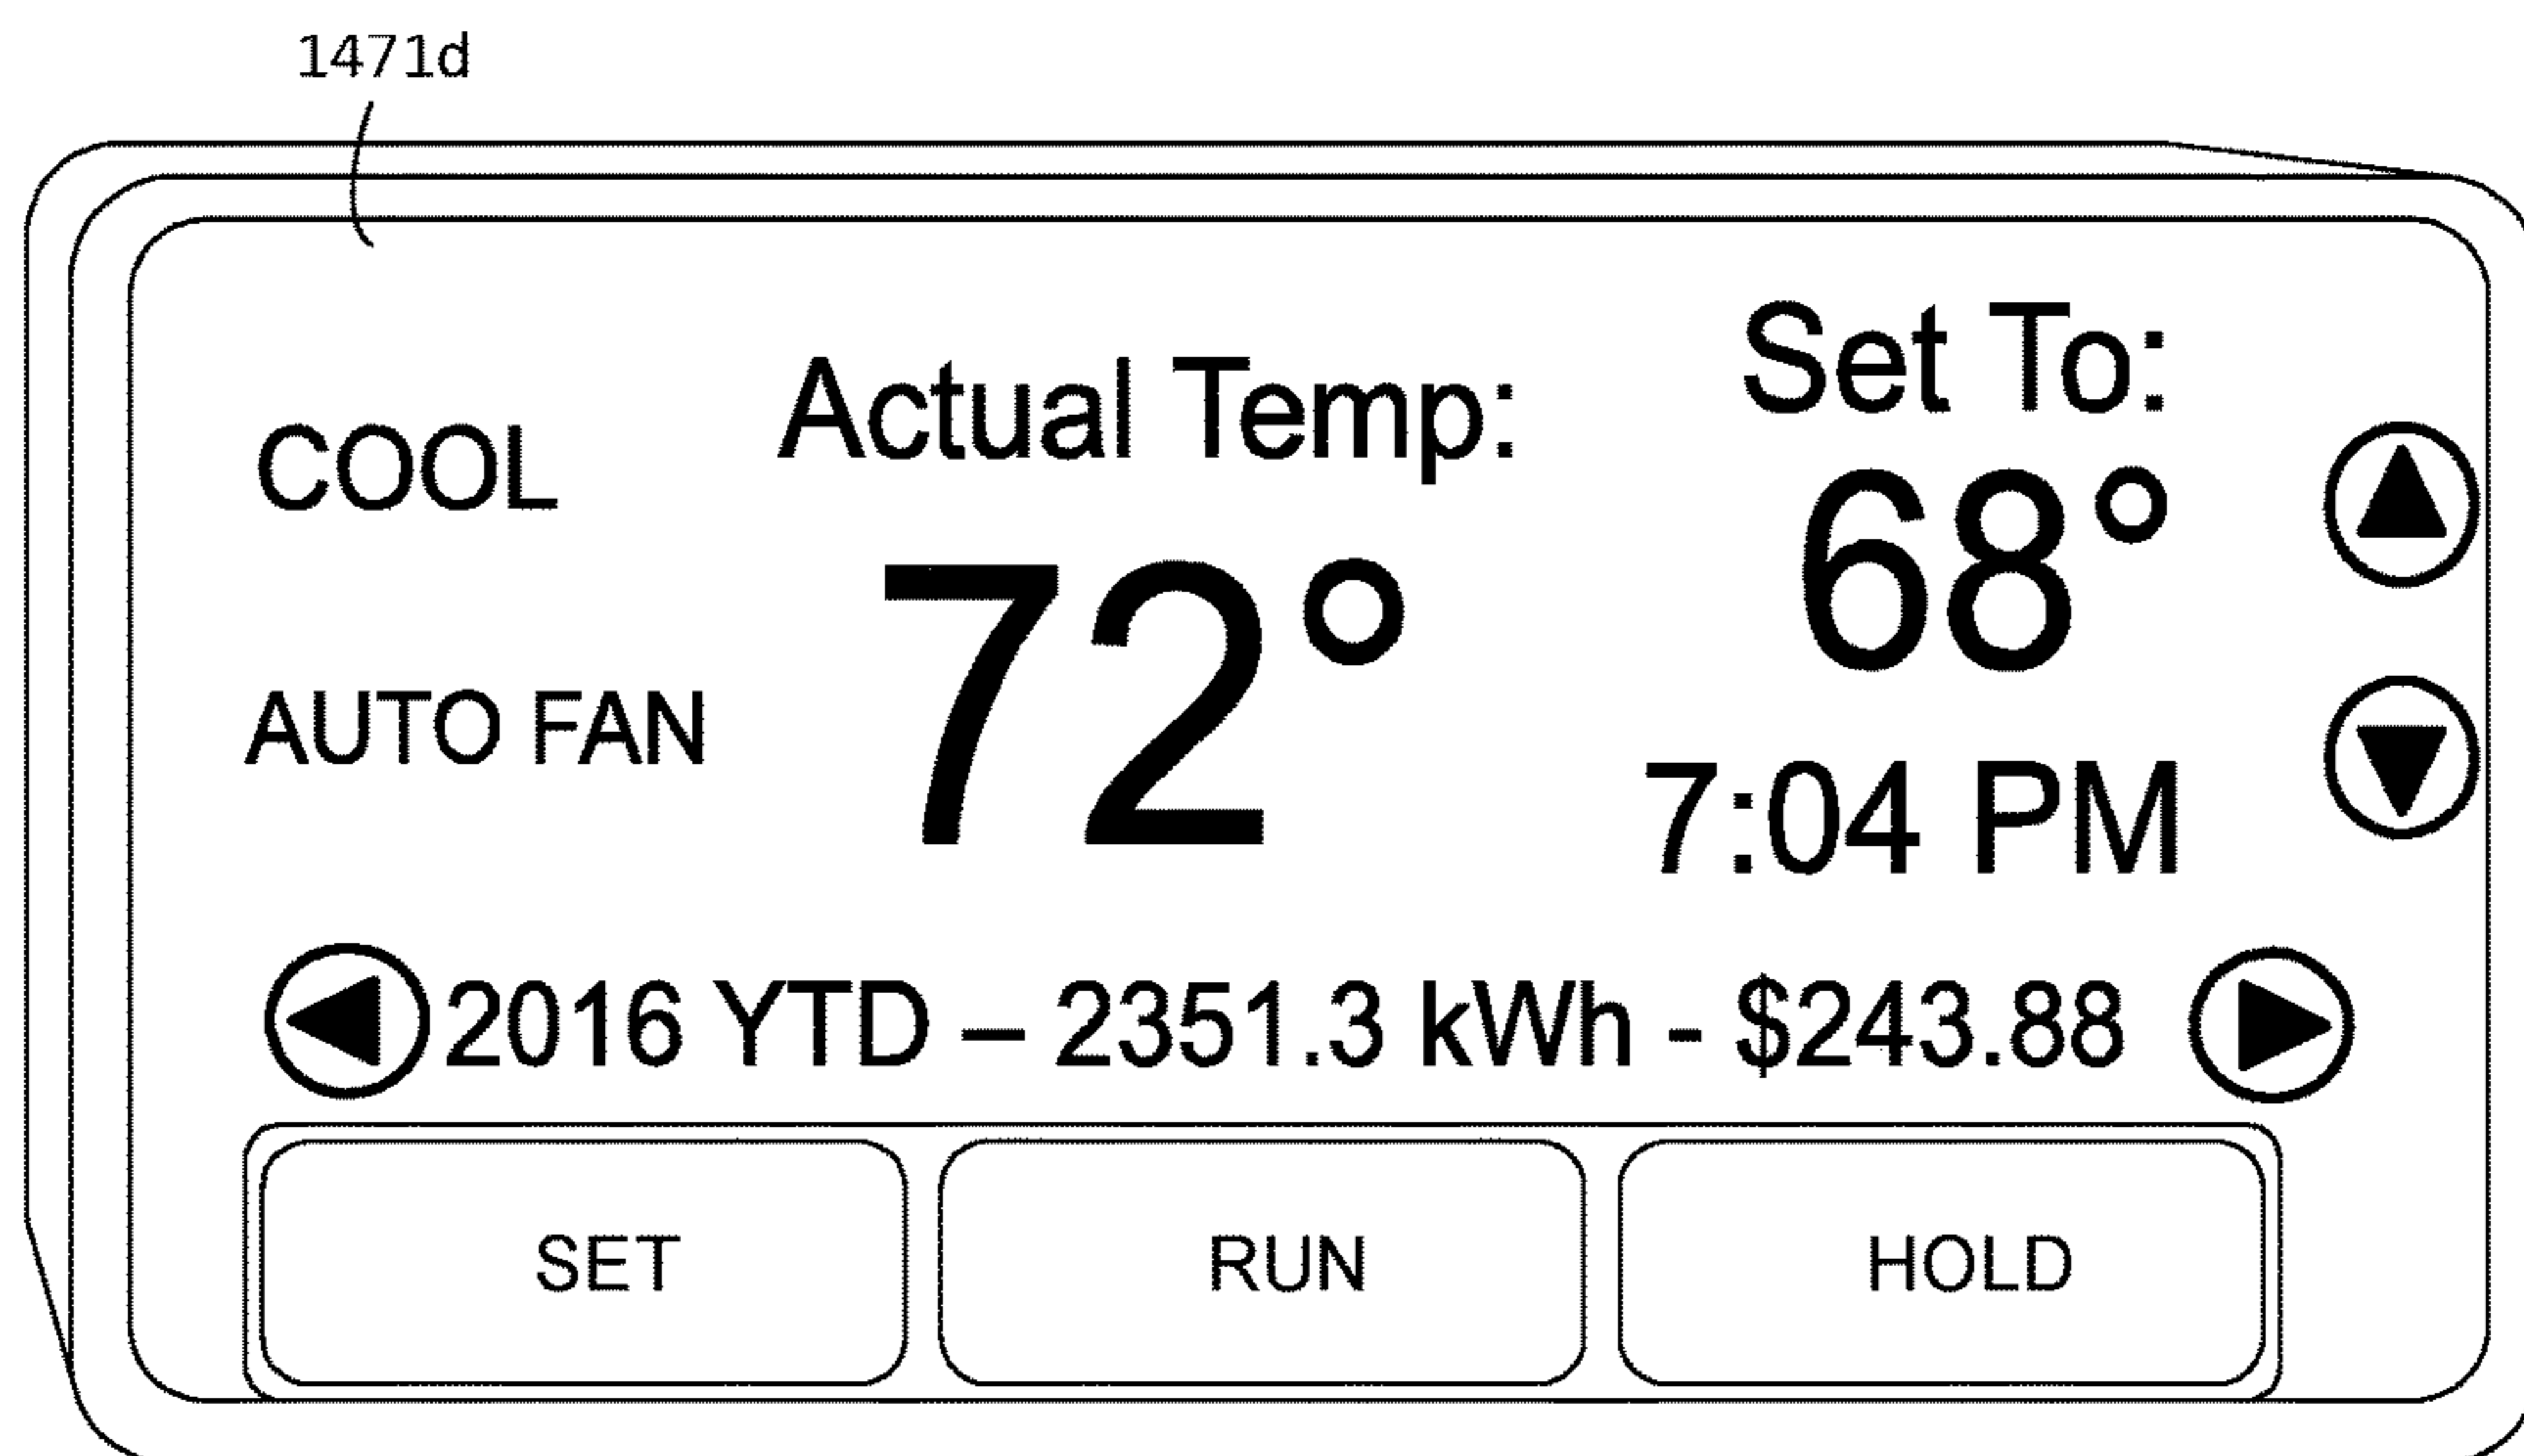 1471d
COOL
AUTO FAN
Actual Temp:
72°
Set To:
68°
7:04 PM
2016 YTD – 2351.3 kWh - $243.88
SET
RUN
HOLD